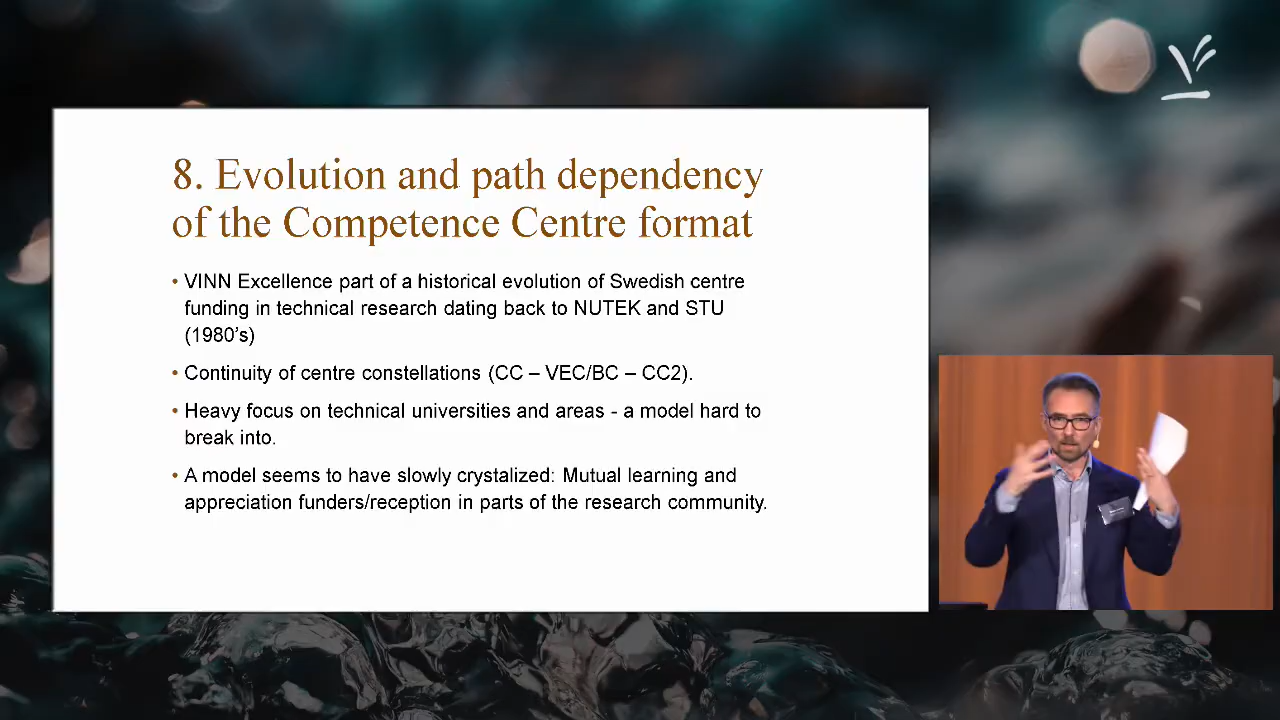 8. Evolution and path dependency
of the Competence Centre format
• VINN Excellence part of a historical evolution of Swedish centre
funding in technical research dating back to NUTEK and STU
(1980's)
• Continuity of centre constellations (CC – VEC/BC – CC2).
• Heavy focus on technical universities and areas - a model hard to
break into.
• A model seems to have slowly crystalized: Mutual learning and
appreciation funders/reception in parts of the research community.